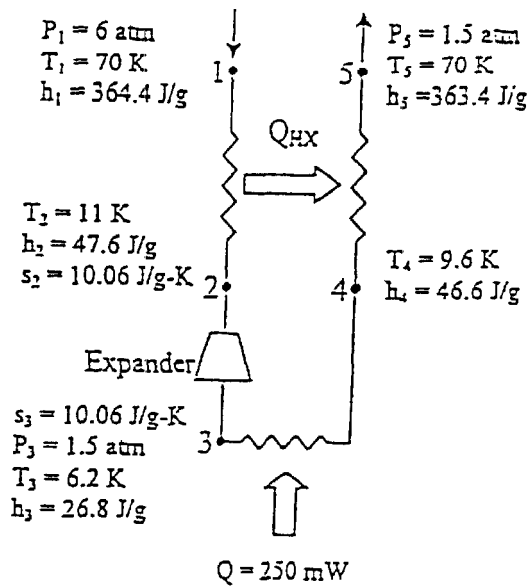 P₁ = 6 atm
T₁ = 70 K
h₁ = 364.4 J/g
1
5
P₅ = 1.5 atm
T₅ = 70 K
h₅ =363.4 J/g
Q_HX
T₂ = 11 K
h₂ = 47.6 J/g
s₂ = 10.06 J/g-K
2
4
T₄ = 9.6 K
h₄ = 46.6 J/g
Expander
s₃ = 10.06 J/g-K
P₃ = 1.5 atm
T₃ = 6.2 K
h₃ = 26.8 J/g
3
Q = 250 mW